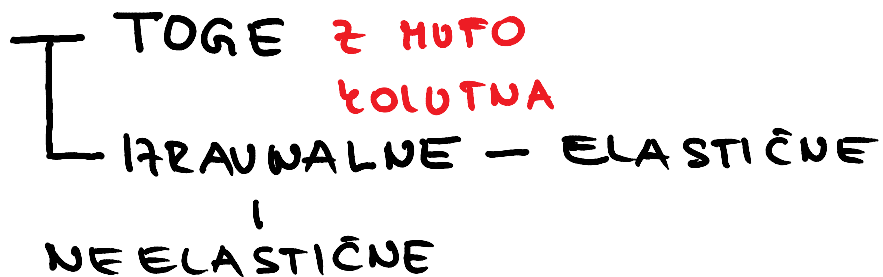 TOGE Z MUFO
KOLUTNA
IZRAVNALNE - ELASTIČNE
NEELASTIČNE